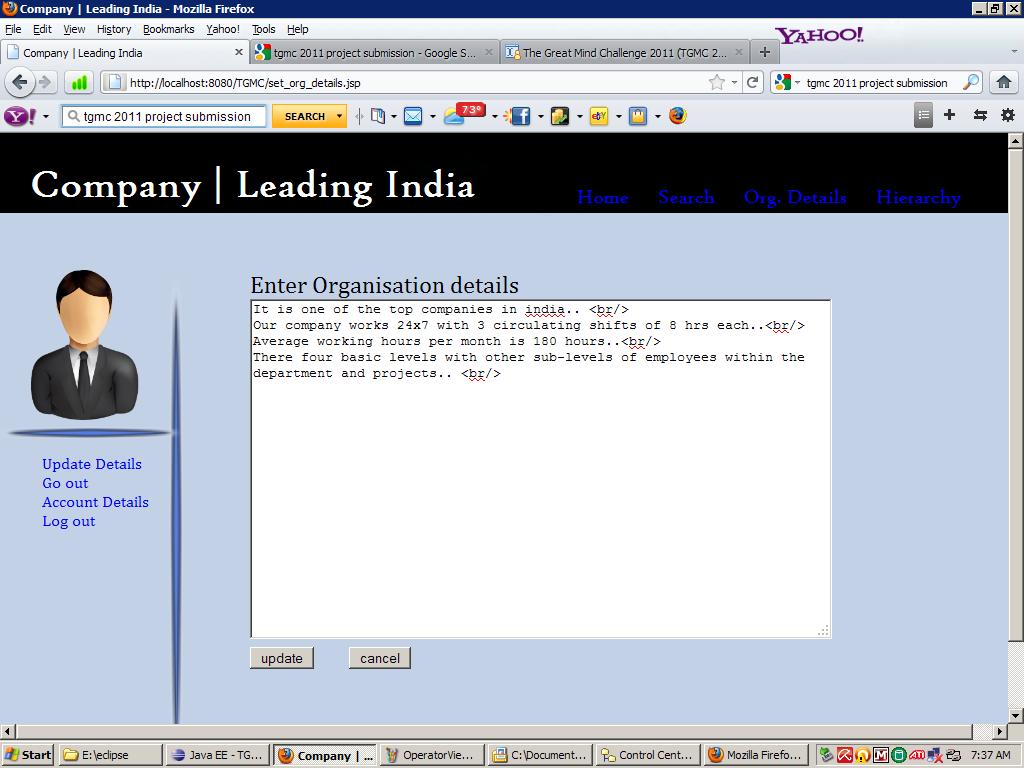 Company | Leading India - Mozilla Firefox
File Edit View History Bookmarks Yahoo! Tools Help
YAHOO!
Company | Leading India
tgmc 2011 project submission - Google S...
The Great Mind Challenge 2011 (TGMC 2...
http://localhost:8080/TGMC/set_org_details.jsp
tgmc 2011 project submission
Y! tgmc 2011 project submission SEARCH 73° ebY
Company | Leading India
Home Search Org. Details Hierarchy
Enter Organisation details
It is one of the top companies in india.. <br/>
Our company works 24x7 with 3 circulating shifts of 8 hrs each..<br/>
Average working hours per month is 180 hours..<br/>
There four basic levels with other sub-levels of employees within the
department and projects.. <br/>
Update Details
Go out
Account Details
Log out
update cancel
Start E:\eclipse Java EE - TG... Company | ... OperatorVie... C:\Document... Control Cent... Mozilla Firefo... 7:37 AM